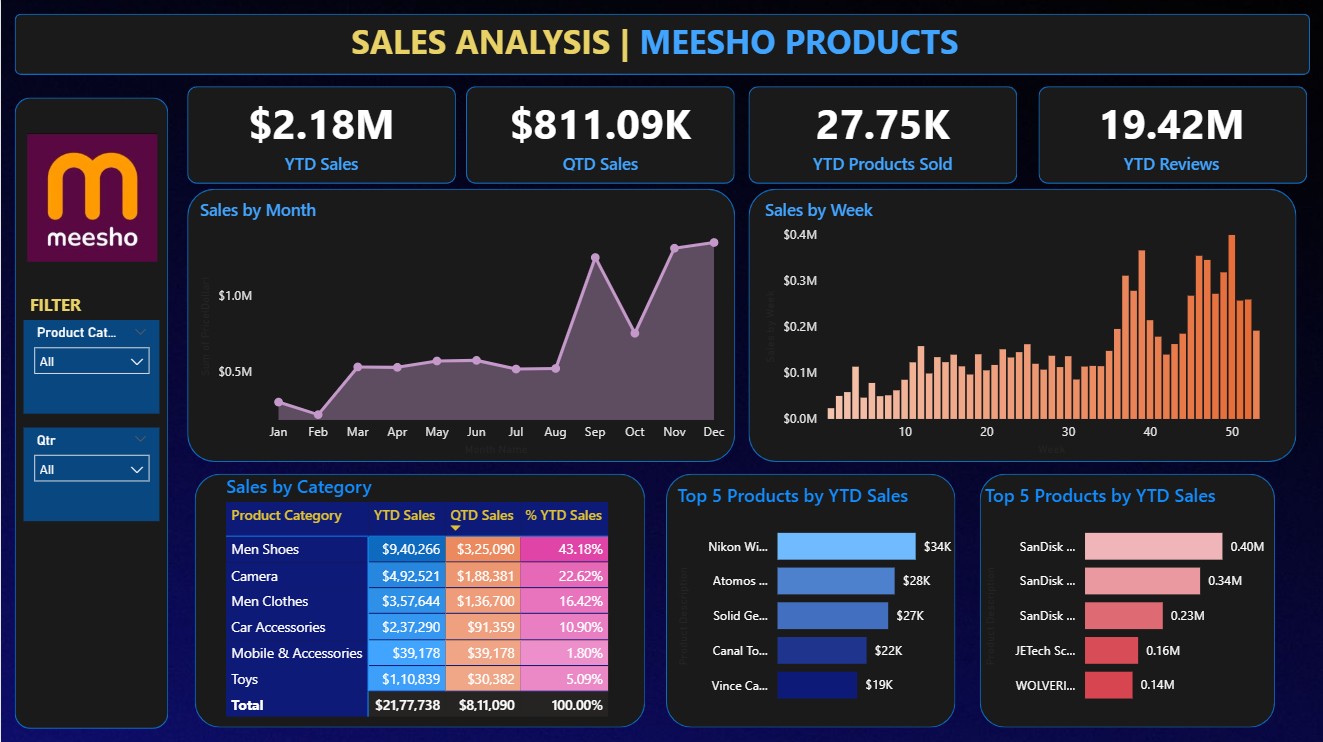 SALES ANALYSIS | MEESHO PRODUCTS
meesho
FILTER
Product Cat...
All
Qtr
All
$2.18M
YTD Sales
$811.09K
QTD Sales
27.75K
YTD Products Sold
19.42M
YTD Reviews
Sales by Month
$1.0M
$0.5M
Jan Feb Mar Apr May Jun Jul Aug Sep Oct Nov Dec
Month Name
Sales by Week
$0.4M
$0.3M
$0.2M
$0.1M
$0.0M
10 20 30 40 50
Week
Sales by Category
Product Category YTD Sales QTD Sales % YTD Sales
Men Shoes $9,40,266 $3,25,090 43.18%
Camera $4,92,521 $1,88,381 22.62%
Men Clothes $3,57,644 $1,36,700 16.42%
Car Accessories $2,37,290 $91,359 10.90%
Mobile & Accessories $39,178 $39,178 1.80%
Toys $1,10,839 $30,382 5.09%
Total $21,77,738 $8,11,090 100.00%
Top 5 Products by YTD Sales
Product Description
Nikon Wi... $34K
Atomos ... $28K
Solid Ge... $27K
Canal To... $22K
Vince Ca... $19K
Top 5 Products by YTD Sales
Product Description
SanDisk ... 0.40M
SanDisk ... 0.34M
SanDisk ... 0.23M
JETech Sc... 0.16M
WOLVERI... 0.14M